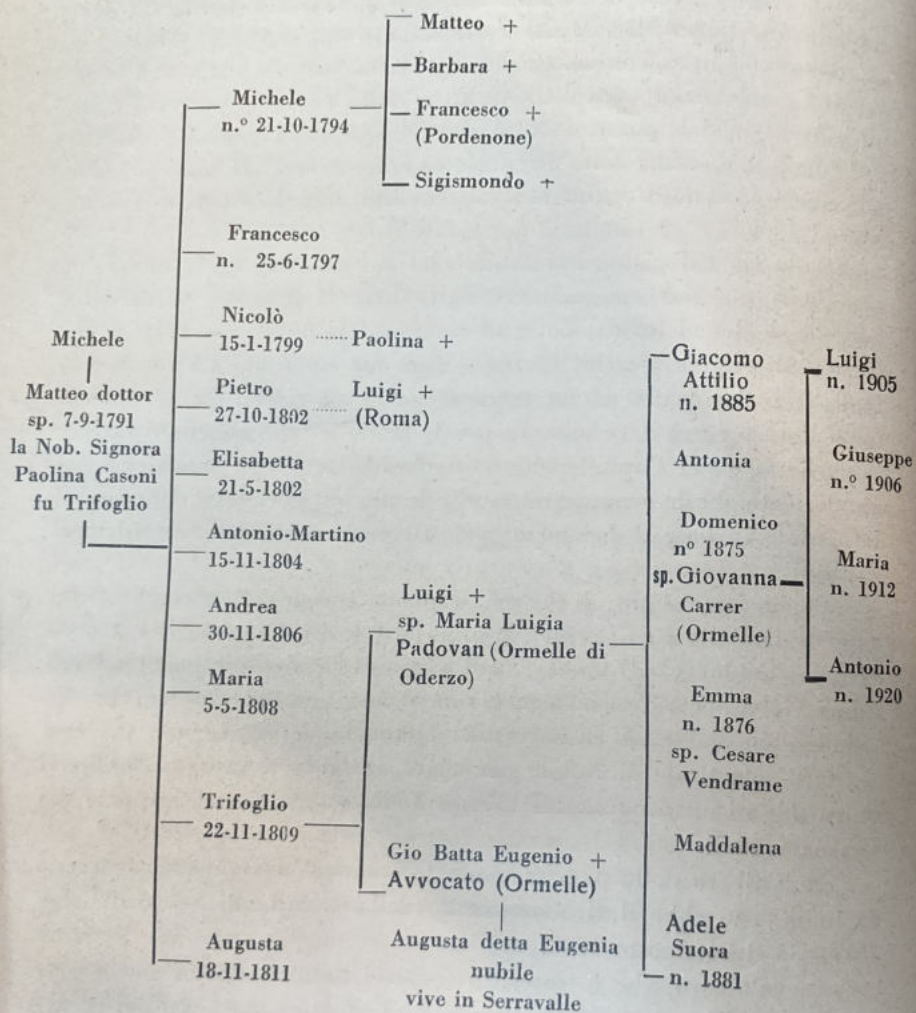 Matteo +
Barbara +
Francesco +
(Pordenone)
Sigismondo +
Michele
n.º 21-10-1794
Francesco
n. 25-6-1797
Nicolò
15-1-1799
Paolina +
Pietro
27-10-1802
Luigi +
(Roma)
Elisabetta
21-5-1802
Antonio-Martino
15-11-1804
Andrea
30-11-1806
Maria
5-5-1808
Trifoglio
22-11-1809
Augusta
18-11-1811
Michele
Matteo dottor
sp. 7-9-1791
la Nob. Signora
Paolina Casoni
fu Trifoglio
Luigi +
sp. Maria Luigia
Padovan (Ormelle di
Oderzo)
Gio Batta Eugenio +
Avvocato (Ormelle)
Augusta detta Eugenia
nubile
vive in Serravalle
Giacomo
Attilio
n. 1885
Antonia
Domenico
nº 1875
sp. Giovanna
Carrer
(Ormelle)
Emma
n. 1876
sp. Cesare
Vendrame
Maddalena
Adele
Suora
n. 1881
Luigi
n. 1905
Giuseppe
n.º 1906
Maria
n. 1912
Antonio
n. 1920